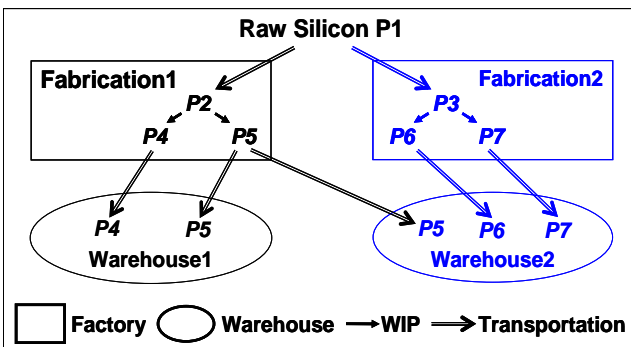 Raw Silicon P1
Fabrication1 Fabrication2
P2 P3
P4 P5 P6 P7
P4 P5 P5 P6 P7
Warehouse1 Warehouse2
Factory Warehouse WIP Transportation